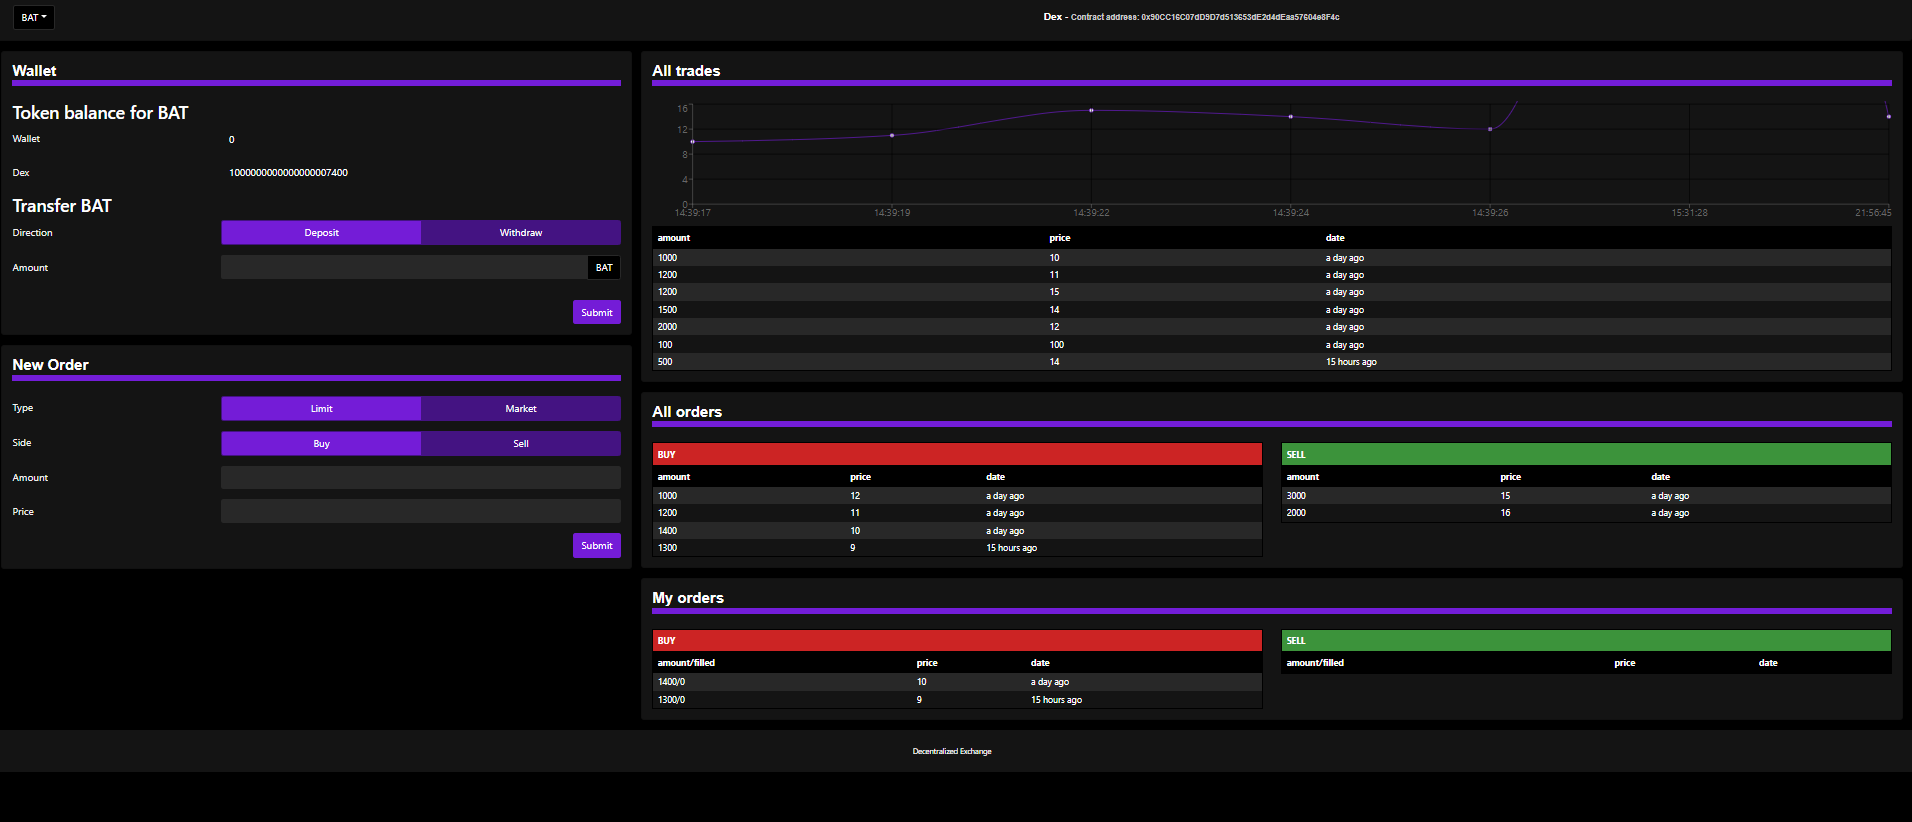 BAT
Dex - Contract address: 0x90CC16C07dD9D7d513653dE2d4dEaa57604e8F4c
Wallet
Token balance for BAT
Wallet 0
Dex 1000000000000000007400
Transfer BAT
Direction Deposit Withdraw
Amount BAT
Submit
New Order
Type Limit Market
Side Buy Sell
Amount
Price
Submit
All trades
16
12
8
4
0
14:39:17 14:39:19 14:39:22 14:39:24 14:39:26 15:31:28 21:56:45
amount price date
1000 10 a day ago
1200 11 a day ago
1200 15 a day ago
1500 14 a day ago
2000 12 a day ago
100 100 a day ago
500 14 15 hours ago
All orders
BUY
amount price date
1000 12 a day ago
1200 11 a day ago
1400 10 a day ago
1300 9 15 hours ago
SELL
amount price date
3000 15 a day ago
2000 16 a day ago
My orders
BUY
amount/filled price date
1400/0 10 a day ago
1300/0 9 15 hours ago
SELL
amount/filled price date
Decentralized Exchange